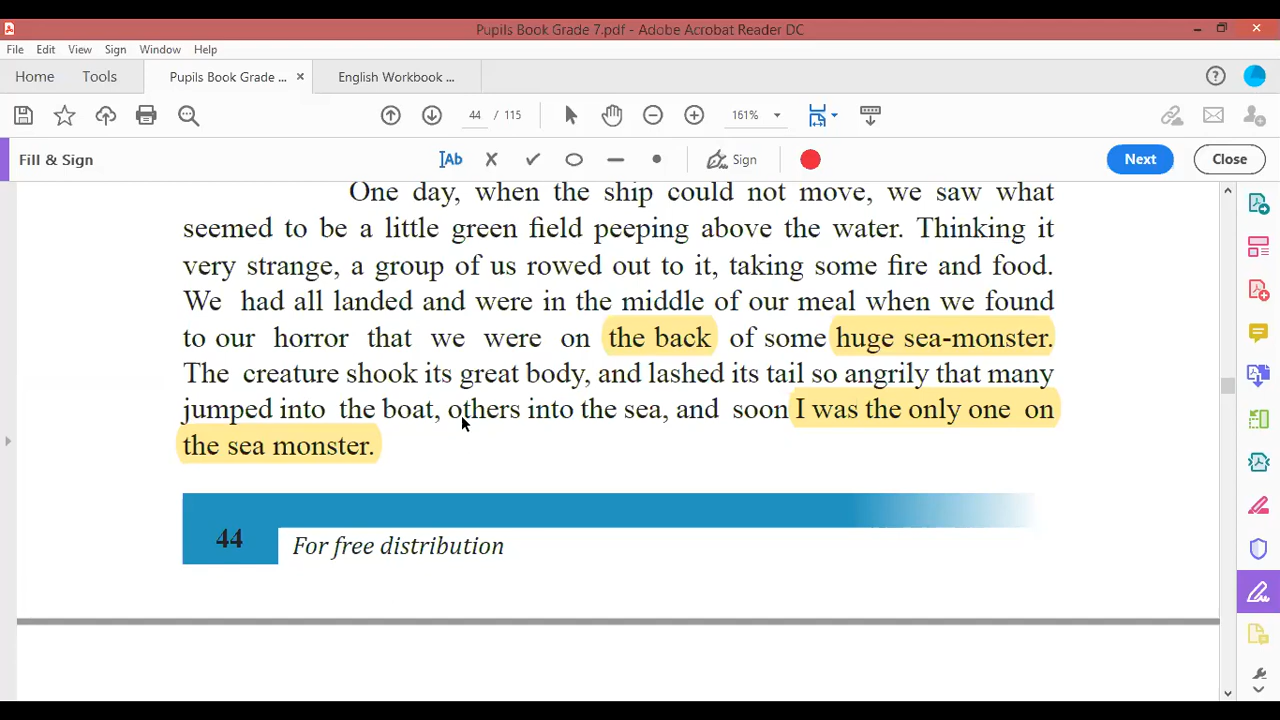 Pupils Book Grade 7.pdf - Adobe Acrobat Reader DC
File Edit View Sign Window Help
Home Tools Pupils Book Grade ... × English Workbook ...
44 / 115 161%
Fill & Sign Ab Sign Next Close
One day, when the ship could not move, we saw what
seemed to be a little green field peeping above the water. Thinking it
very strange, a group of us rowed out to it, taking some fire and food.
We had all landed and were in the middle of our meal when we found
to our horror that we were on the back of some huge sea-monster.
The creature shook its great body, and lashed its tail so angrily that many
jumped into the boat, others into the sea, and soon I was the only one on
the sea monster.
44
For free distribution